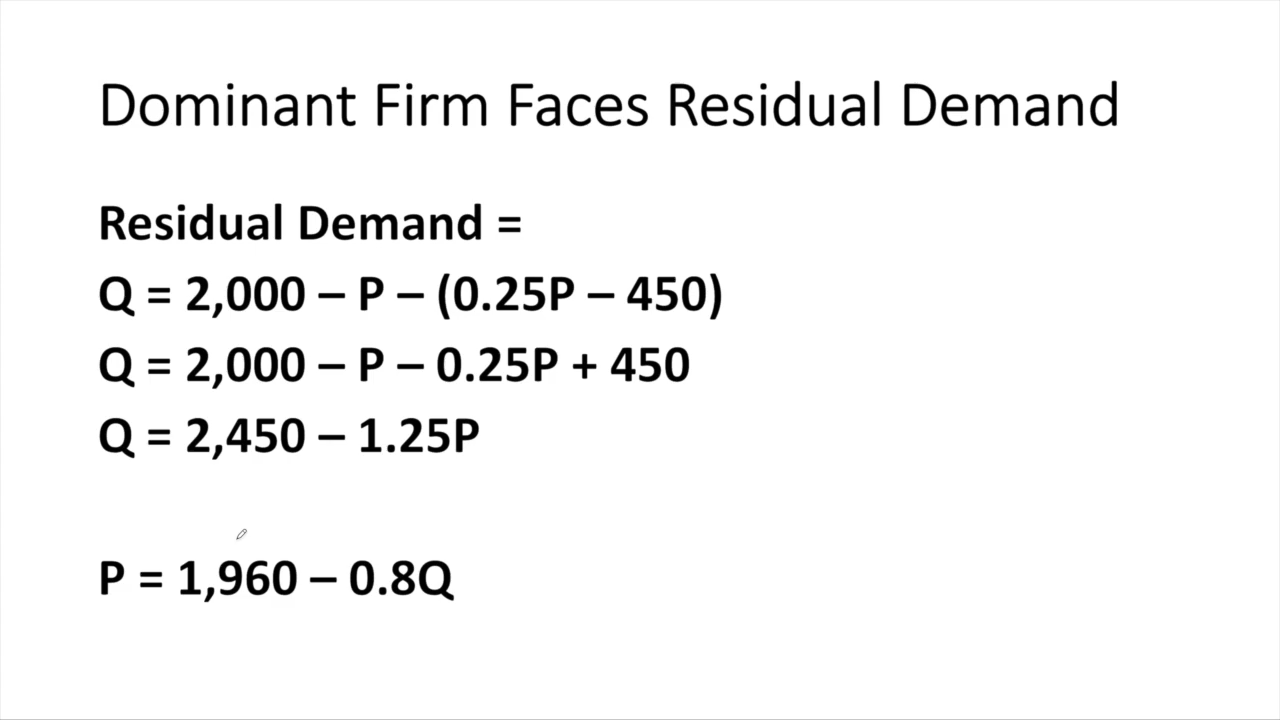 Dominant Firm Faces Residual Demand
Residual Demand =
Q = 2,000 – P – (0.25P – 450)
Q = 2,000 – P – 0.25P + 450
Q = 2,450 – 1.25P
P = 1,960 – 0.8Q